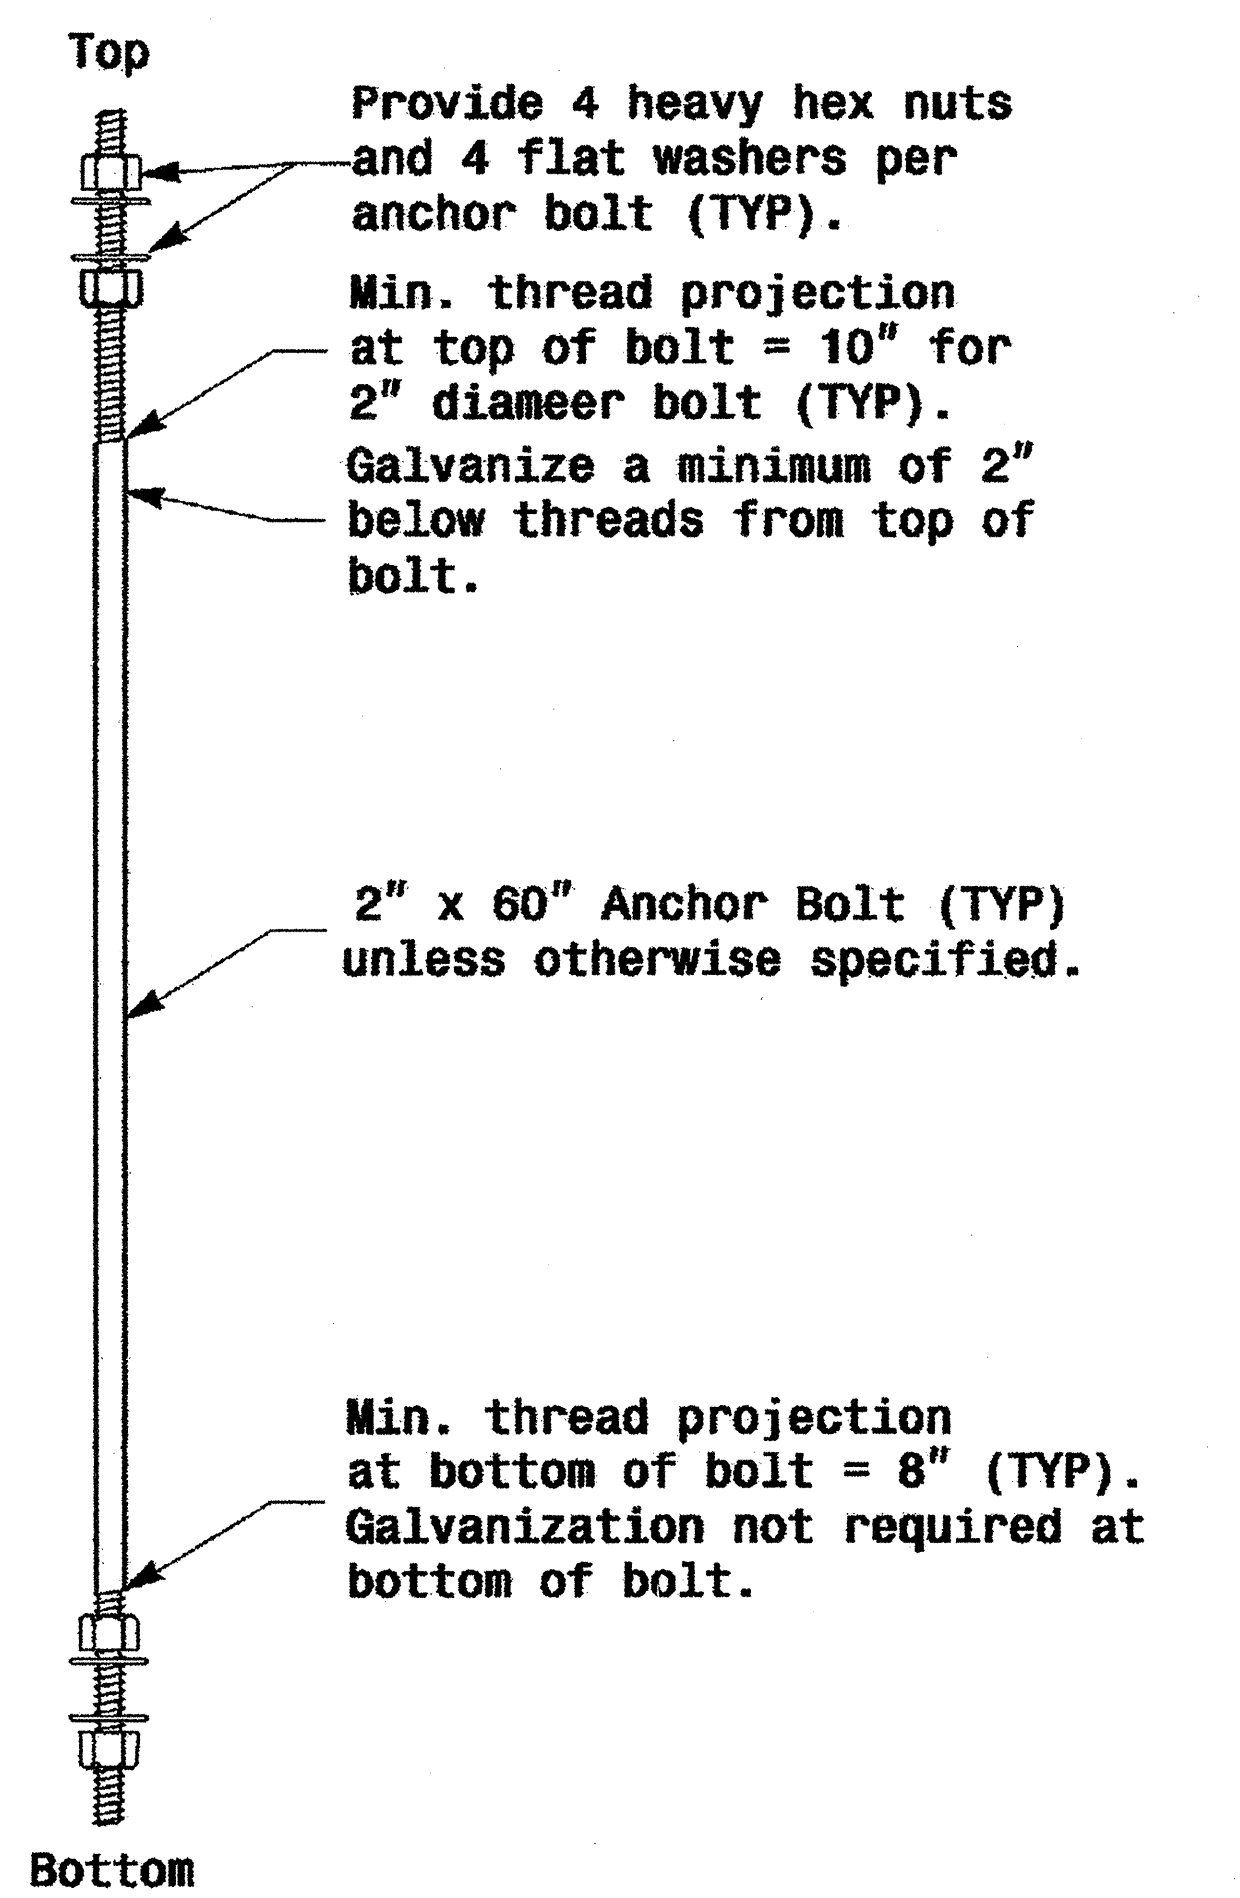 Top
Provide 4 heavy hex nuts
and 4 flat washers per
anchor bolt (TYP).
Min. thread projection
at top of bolt = 10" for
2" diameer bolt (TYP).
Galvanize a minimum of 2"
below threads from top of
bolt.
2" x 60" Anchor Bolt (TYP)
unless otherwise specified.
Min. thread projection
at bottom of bolt = 8" (TYP).
Galvanization not required at
bottom of bolt.
Bottom